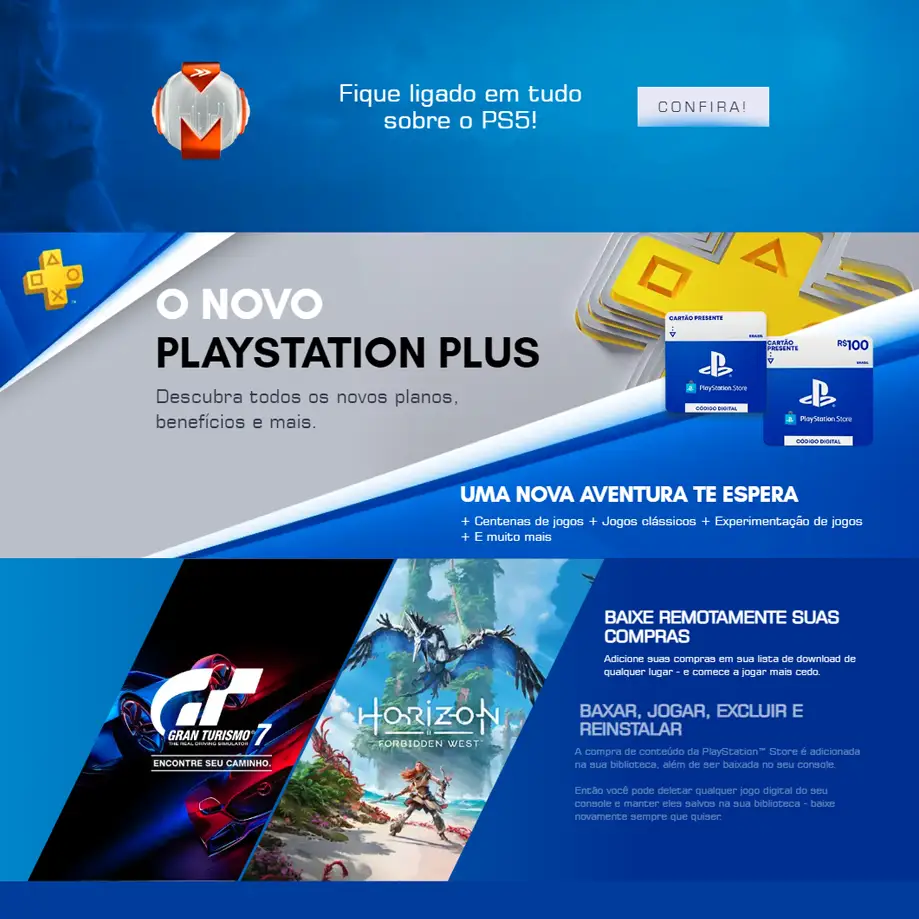 Fique ligado em tudo
sobre o PS5!
CONFIRA!
O NOVO
PLAYSTATION PLUS
Descubra todos os novos planos,
benefícios e mais.
CARTÃO PRESENTE
BRASIL
PlayStation Store
CÓDIGO DIGITAL
CARTÃO
PRESENTE
R$100
BRASIL
PlayStation Store
CÓDIGO DIGITAL
UMA NOVA AVENTURA TE ESPERA
+ Centenas de jogos + Jogos clássicos + Experimentação de jogos
+ E muito mais
GT
GRAN TURISMO 7
THE REAL DRIVING SIMULATOR
ENCONTRE SEU CAMINHO.
HORIZON
FORBIDDEN WEST
BAIXE REMOTAMENTE SUAS
COMPRAS
Adicione suas compras em sua lista de download de
qualquer lugar - e comece a jogar mais cedo.
BAXAR, JOGAR, EXCLUIR E
REINSTALAR
A compra de conteúdo da PlayStation™ Store é adicionada
na sua biblioteca, além de ser baixada no seu console.
Então você pode deletar qualquer jogo digital do seu
console e manter eles salvos na sua biblioteca - baixe
novamente sempre que quiser.